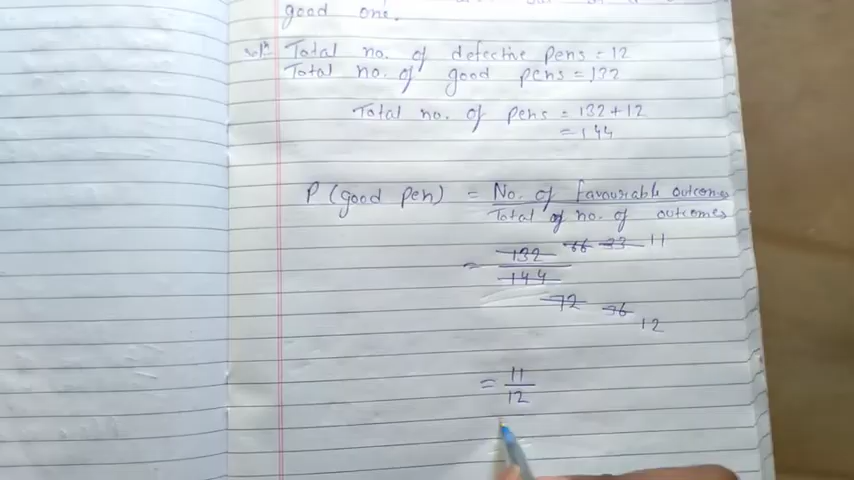 good one.
Solⁿ Total no. of defective pens = 12
Total no. of good pens = 132
Total no. of pens = 132 + 12
= 144
P (good pen) = No. of favourable outcomes
Total of no. of outcomes
= 132 66 33 11
144
72 36
12
= 11
12